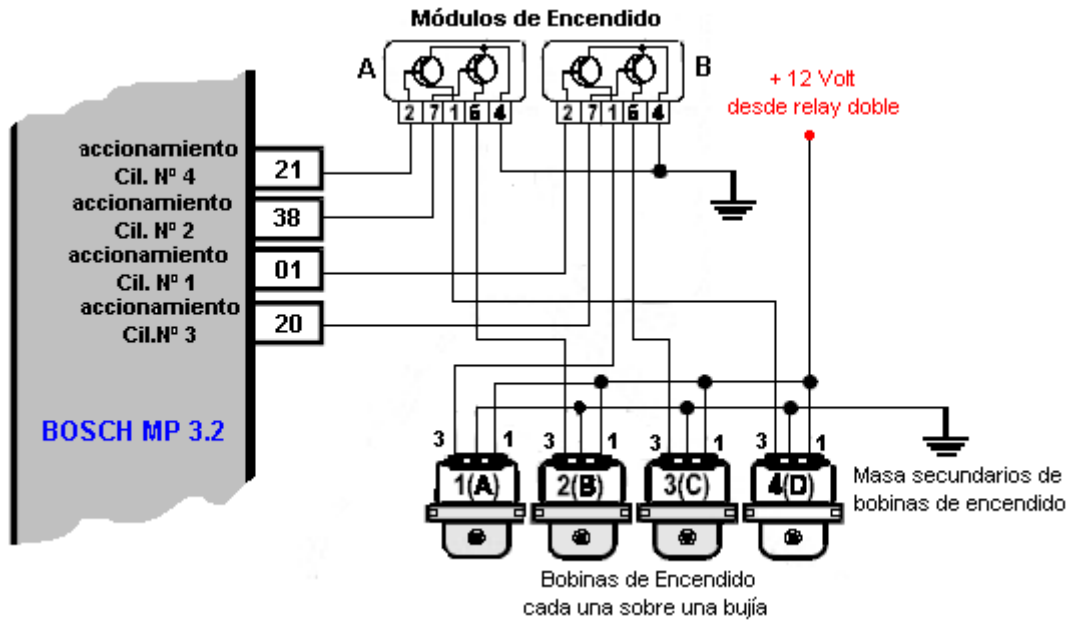 Módulos de Encendido
A
B
2 7 1 6 4
2 7 1 6 4
+ 12 Volt
desde relay doble
accionamiento
Cil. Nº 4
21
accionamiento
Cil. Nº 2
38
accionamiento
Cil. Nº 1
01
accionamiento
Cil.Nº 3
20
BOSCH MP 3.2
3 1 3 1 3 1 3 1
1(A) 2(B) 3(C) 4(D)
Masa secundarios de
bobinas de encendido
Bobinas de Encendido
cada una sobre una bujía